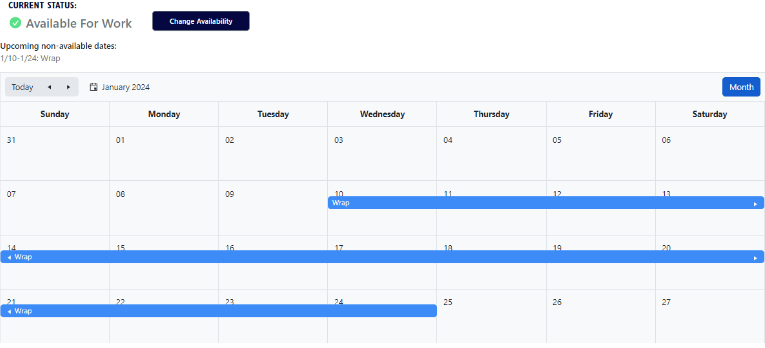 CURRENT STATUS:
Available For Work
Change Availability
Upcoming non-available dates:
1/10-1/24: Wrap
Today January 2024 Month
Sunday Monday Tuesday Wednesday Thursday Friday Saturday
31 01 02 03 04 05 06
07 08 09 10 11 12 13
Wrap
14 15 16 17 18 19 20
Wrap
21 22 23 24 25 26 27
Wrap